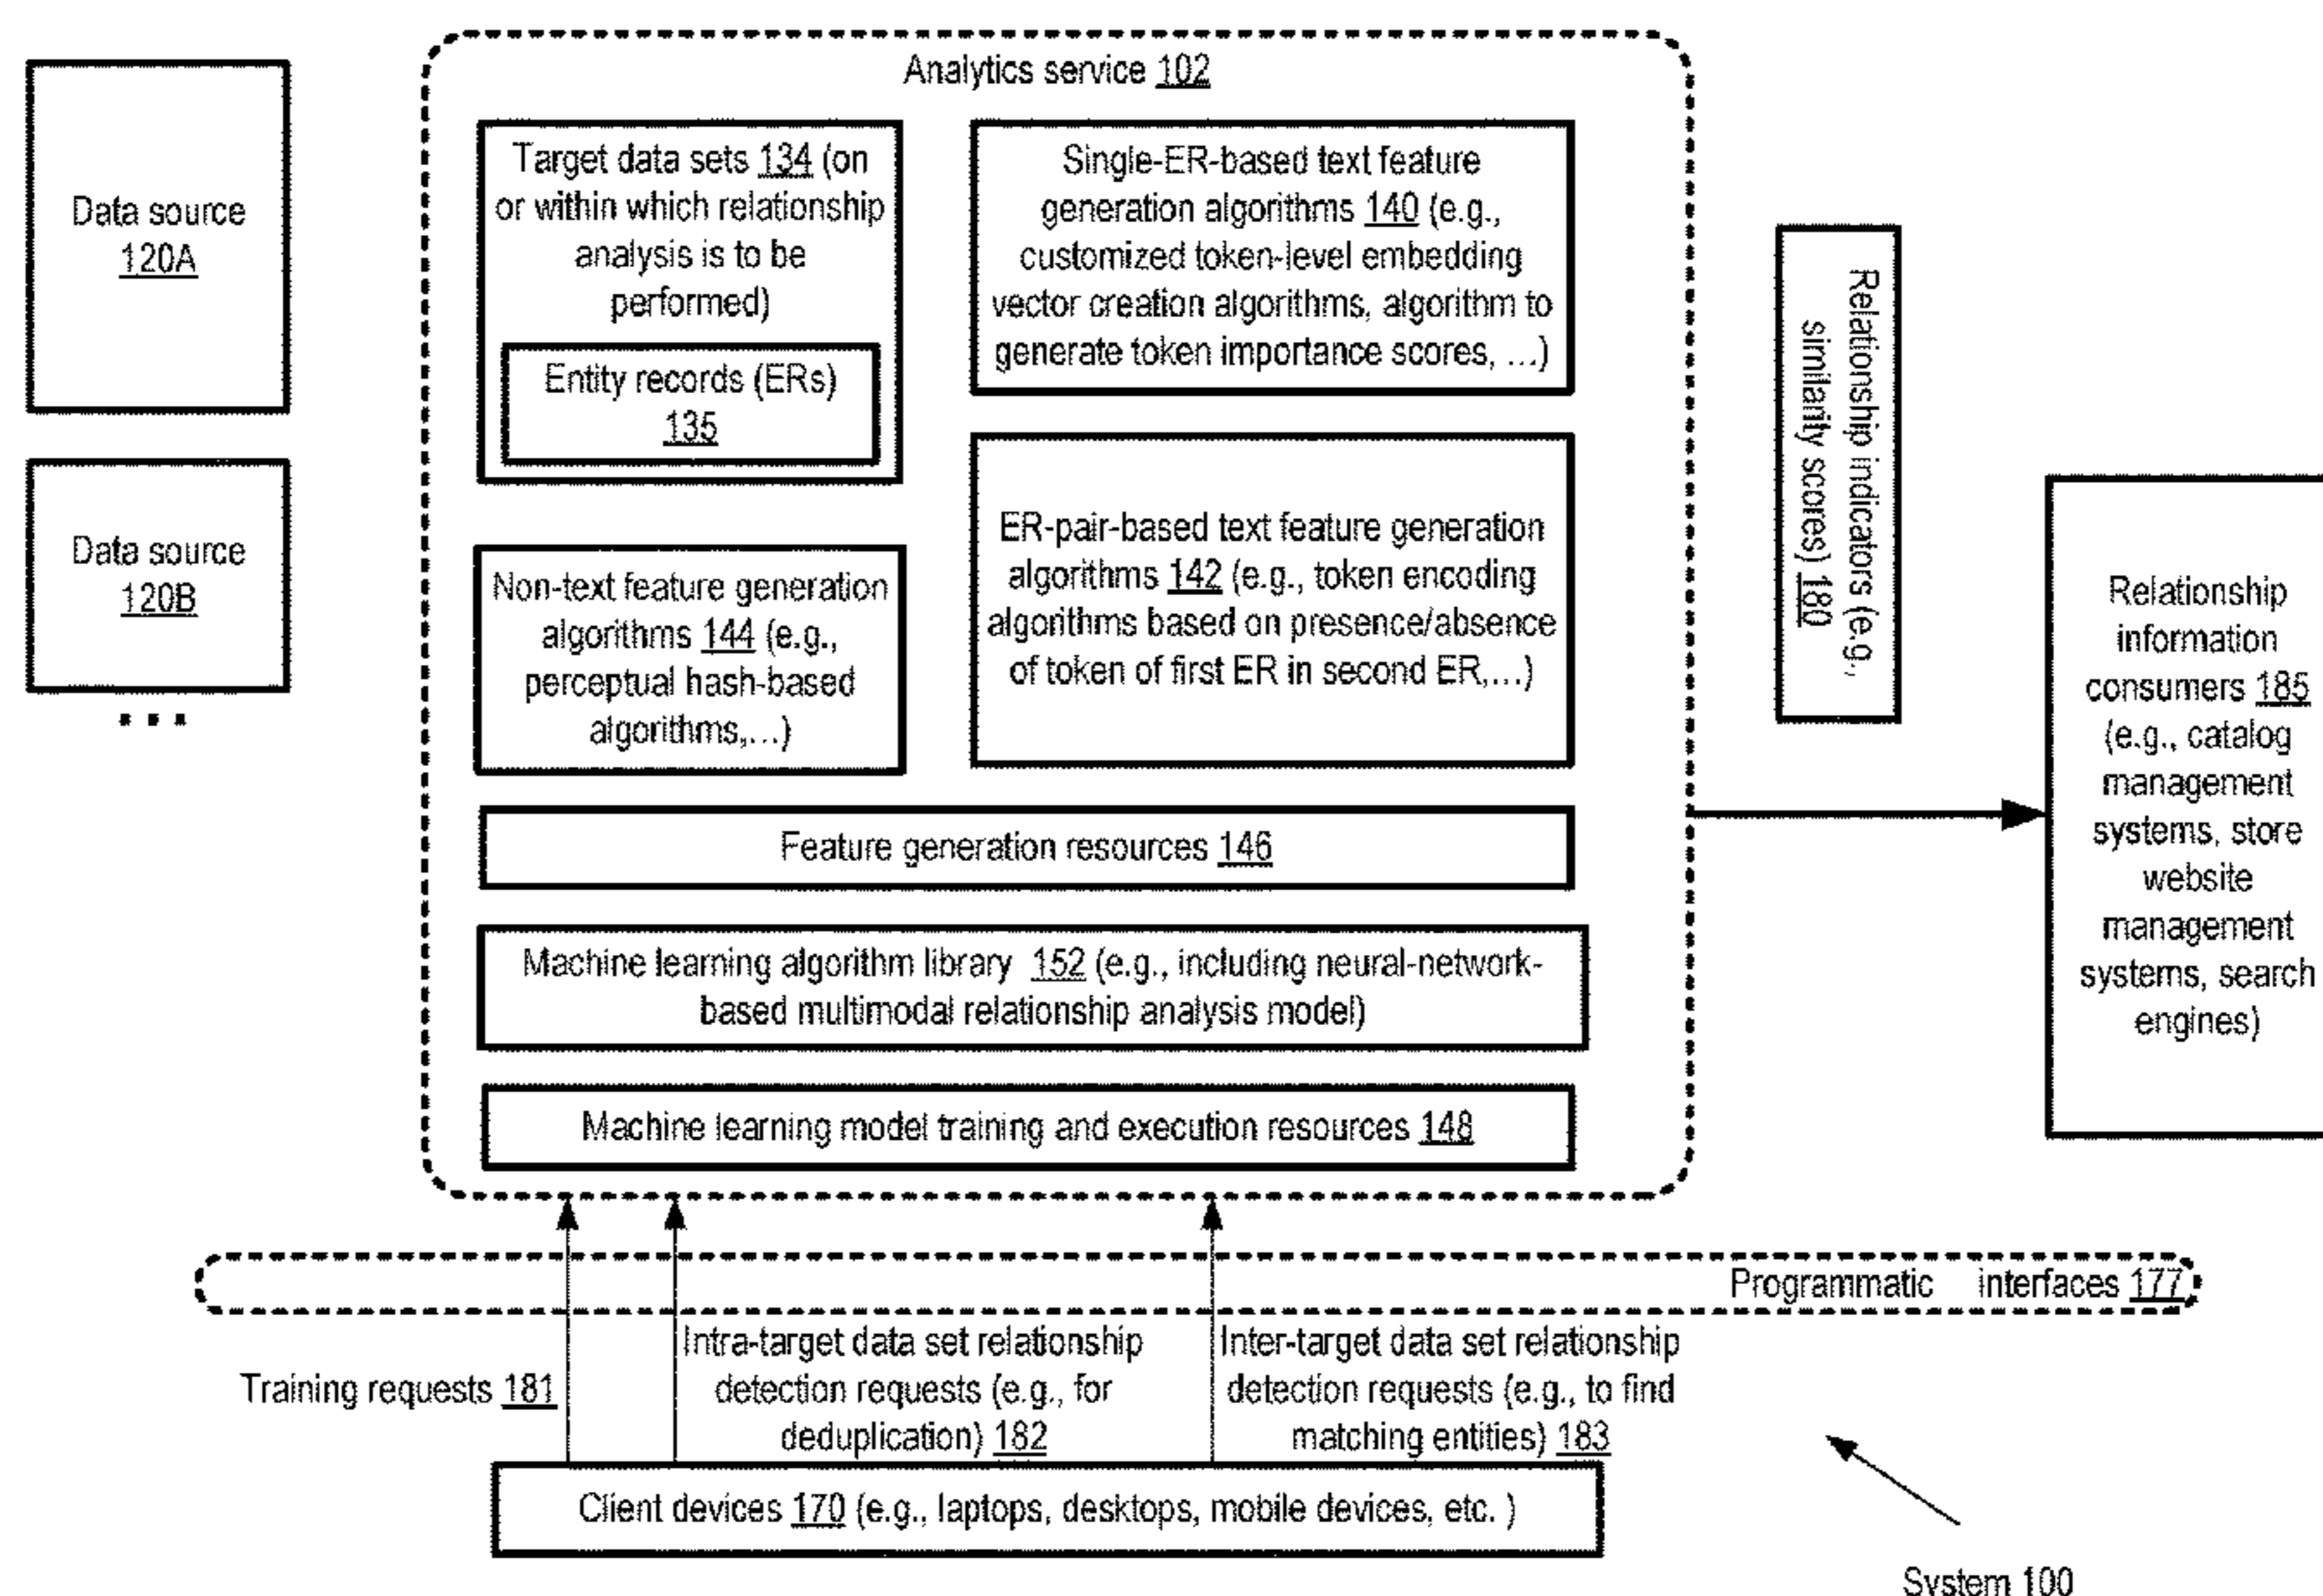 Analytics service 102
Data source
120A
Data source
120B
...
Target data sets 134 (on
or within which relationship
analysis is to be
performed)
Entity records (ERs)
135
Single-ER-based text feature
generation algorithms 140 (e.g.,
customized token-level embedding
vector creation algorithms, algorithm to
generate token importance scores, ...)
Non-text feature generation
algorithms 144 (e.g.,
perceptual hash-based
algorithms,...)
ER-pair-based text feature generation
algorithms 142 (e.g., token encoding
algorithms based on presence/absence
of token of first ER in second ER,...)
Feature generation resources 146
Machine learning algorithm library 152 (e.g., including neural-network-
based multimodal relationship analysis model)
Machine learning model training and execution resources 148
Relationship indicators (e.g.,
similarity scores) 180
Relationship
information
consumers 185
(e.g., catalog
management
systems, store
website
management
systems, search
engines)
Programmatic interfaces 177
Training requests 181
Intra-target data set relationship
detection requests (e.g., for
deduplication) 182
Inter-target data set relationship
detection requests (e.g., to find
matching entities) 183
Client devices 170 (e.g., laptops, desktops, mobile devices, etc. )
System 100